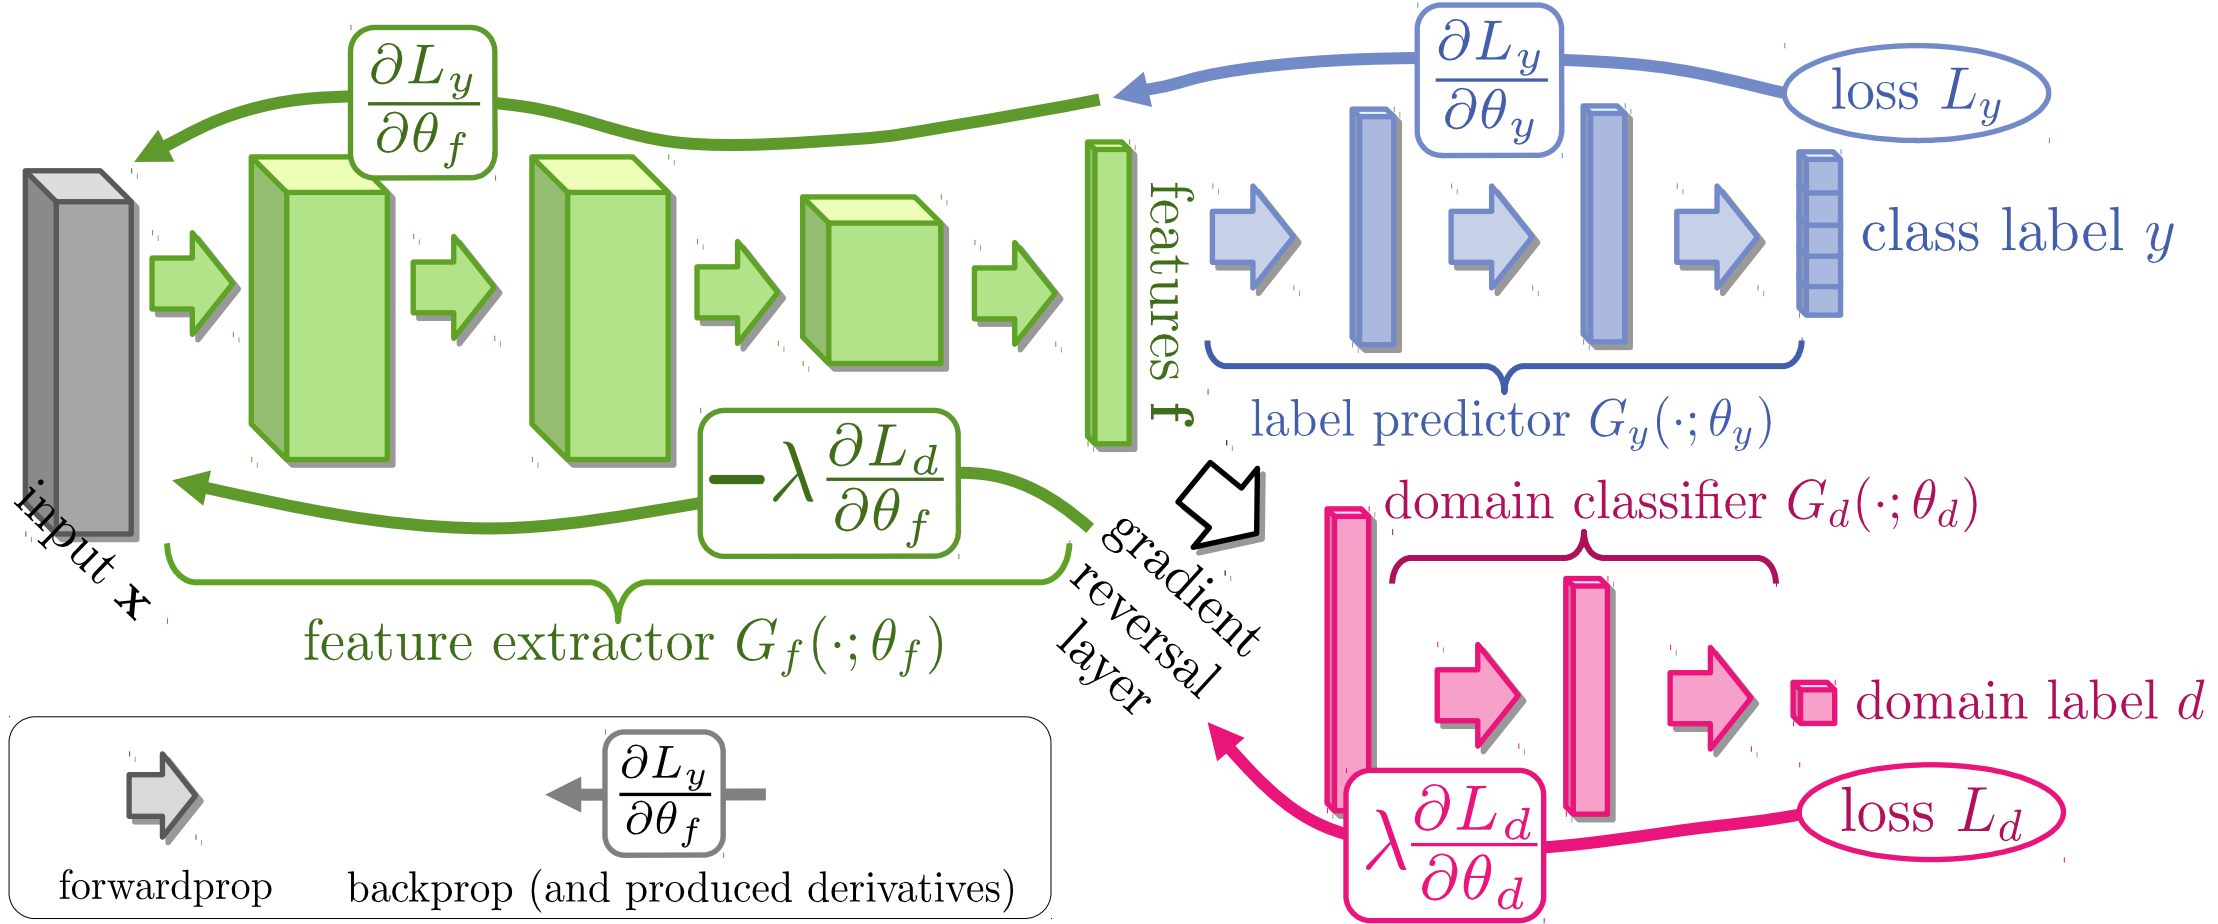 ∂L_y
∂θ_f
∂L_y
∂θ_y
loss L_y
features f
class label y
label predictor G_y(·; θ_y)
input x
−λ ∂L_d
∂θ_f
feature extractor G_f(·; θ_f)
gradient
reversal
layer
domain classifier G_d(·; θ_d)
domain label d
loss L_d
λ ∂L_d
∂θ_d
∂L_y
∂θ_f
forwardprop
backprop (and produced derivatives)